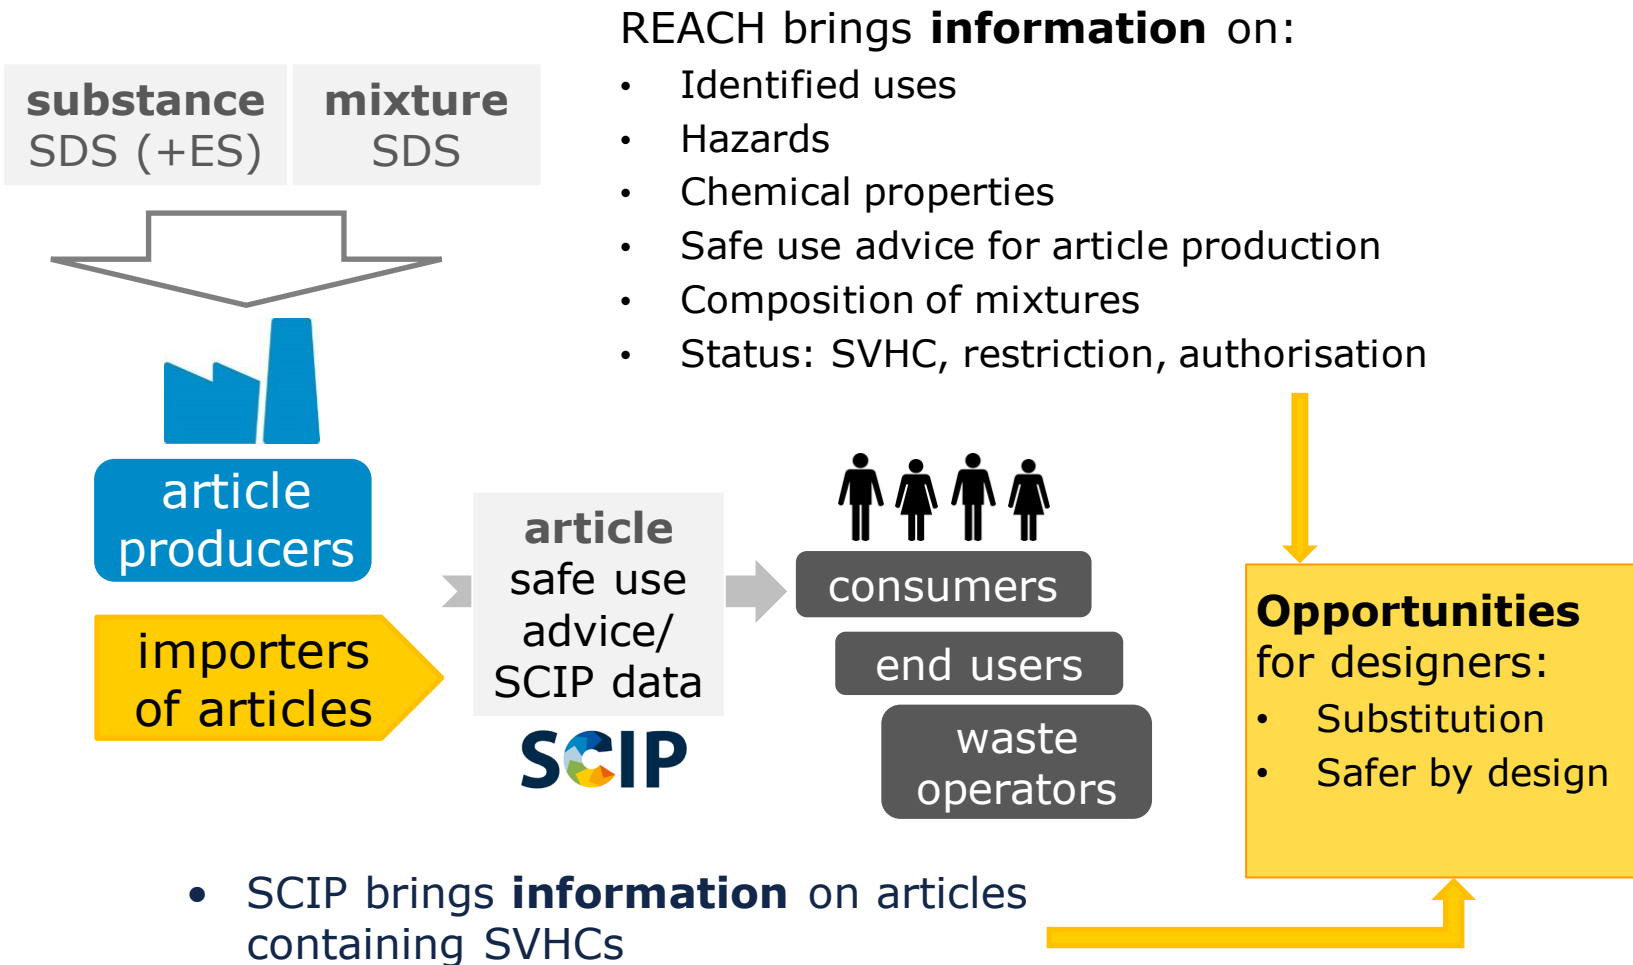 REACH brings information on:
• Identified uses
• Hazards
• Chemical properties
• Safe use advice for article production
• Composition of mixtures
• Status: SVHC, restriction, authorisation
substance
SDS (+ES)
mixture
SDS
article
producers
importers
of articles
article
safe use
advice/
SCIP data
SCIP
consumers
end users
waste
operators
Opportunities
for designers:
• Substitution
• Safer by design
• SCIP brings information on articles
containing SVHCs